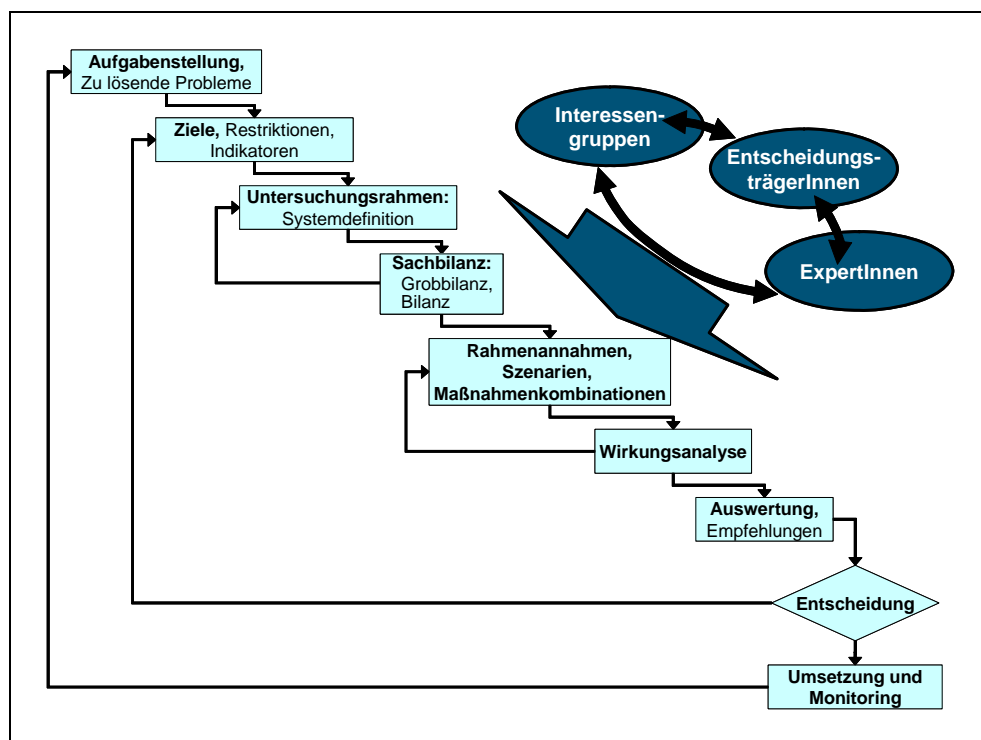 Aufgabenstellung,
Zu lösende Probleme
Ziele, Restriktionen,
Indikatoren
Untersuchungsrahmen:
Systemdefinition
Sachbilanz:
Grobbilanz,
Bilanz
Rahmenannahmen,
Szenarien,
Maßnahmenkombinationen
Wirkungsanalyse
Auswertung,
Empfehlungen
Entscheidung
Umsetzung und
Monitoring
Interessen-
gruppen
Entscheidungs-
trägerInnen
ExpertInnen